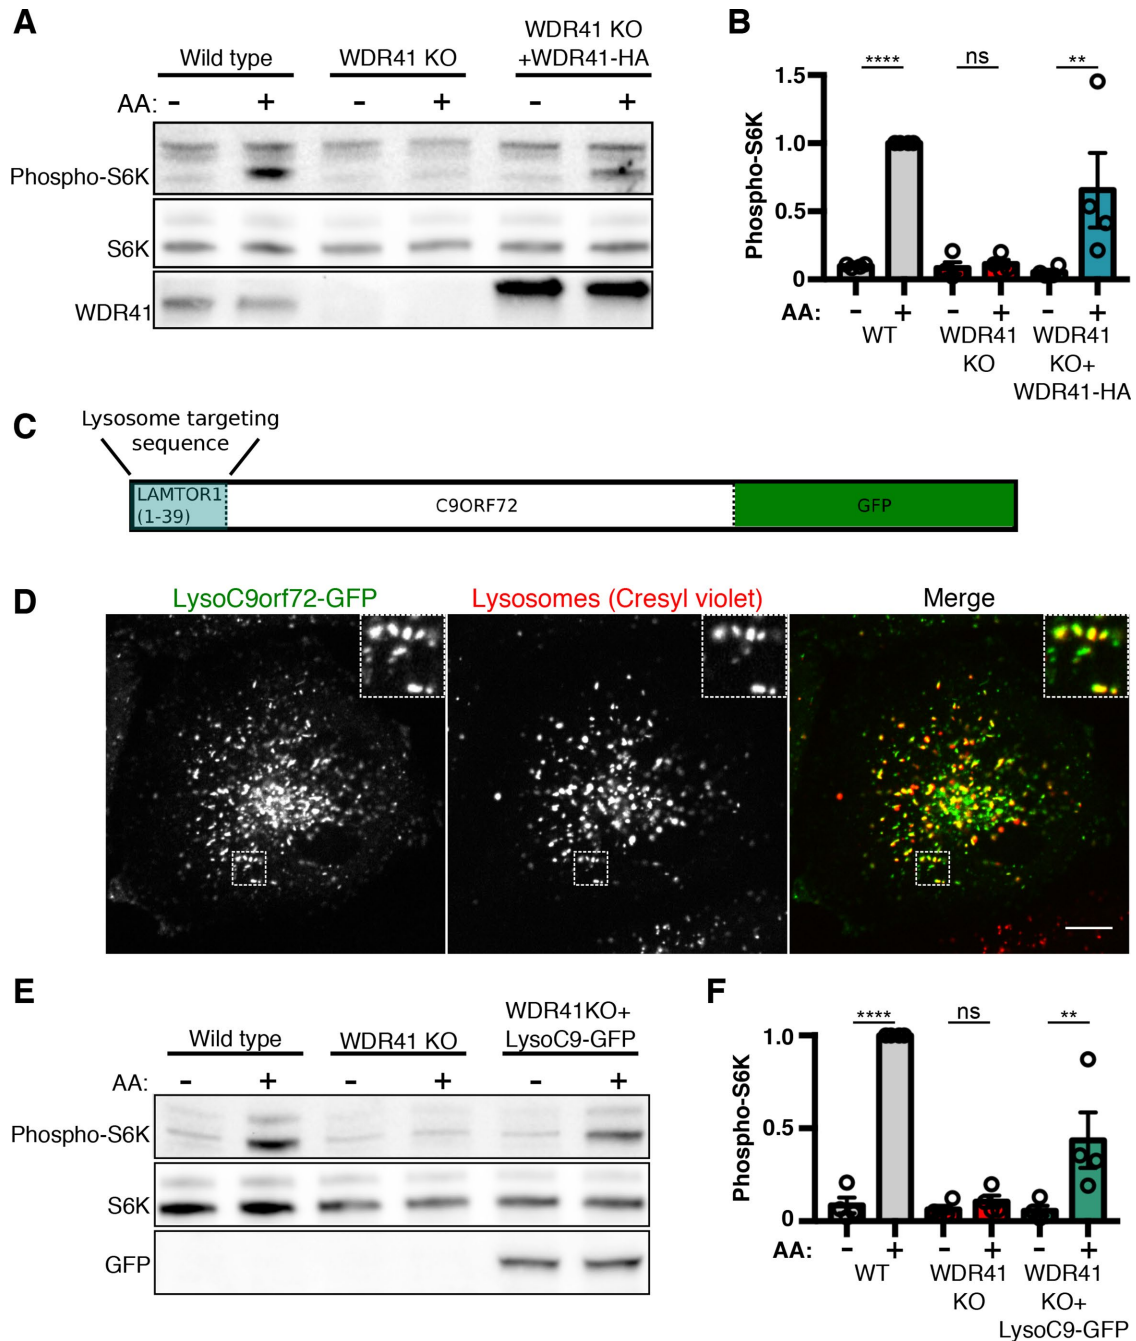 A
Wild type
WDR41 KO
WDR41 KO
+WDR41-HA
AA: - + - + - +
Phospho-S6K
S6K
WDR41
B
**** ns **
1.5
1.0
0.5
0
Phospho-S6K
AA: - + - + - +
WT
WDR41
KO
WDR41
KO+
WDR41-HA
C
Lysosome targeting
sequence
LAMTOR1
(1-39)
C9ORF72
GFP
D
LysoC9orf72-GFP
Lysosomes (Cresyl violet)
Merge
E
Wild type
WDR41 KO
WDR41KO+
LysoC9-GFP
AA: - + - + - +
Phospho-S6K
S6K
GFP
F
**** ns **
1.0
0.5
0
Phospho-S6K
AA: - + - + - +
WT
WDR41
KO
WDR41
KO+
LysoC9-GFP